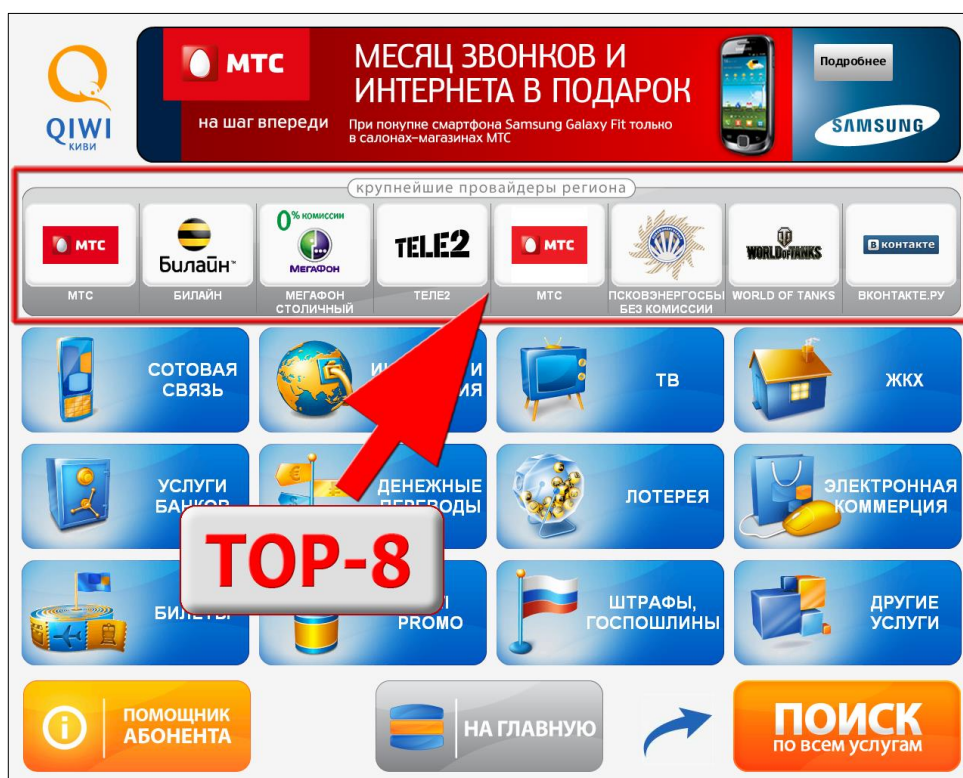 QIWI
КИВИ
МТС
на шаг впереди
МЕСЯЦ ЗВОНКОВ И
ИНТЕРНЕТА В ПОДАРОК
При покупке смартфона Samsung Galaxy Fit только
в салонах-магазинах МТС
Подробнее
SAMSUNG
крупнейшие провайдеры региона
МТС
Билайн
0% комиссии
МЕГАФОН
TELE2
МТС
WORLD OF TANKS
В контакте
МТС
БИЛАЙН
МЕГАФОН
СТОЛИЧНЫЙ
ТЕЛЕ2
МТС
ПСКОВЭНЕРГОСБЫ
БЕЗ КОМИССИИ
WORLD OF TANKS
ВКОНТАКТЕ.РУ
СОТОВАЯ
СВЯЗЬ
И
ТВ
ЖКХ
УСЛУГИ
БАНКОВ
ДЕНЕЖНЫЕ
ПЕРЕВОДЫ
ЛОТЕРЕЯ
ЭЛЕКТРОННАЯ
КОММЕРЦИЯ
TOP-8
БИЛЕТЫ
PROMO
ШТРАФЫ,
ГОСПОШЛИНЫ
ДРУГИЕ
УСЛУГИ
ПОМОЩНИК
АБОНЕНТА
НА ГЛАВНУЮ
ПОИСК
по всем услугам